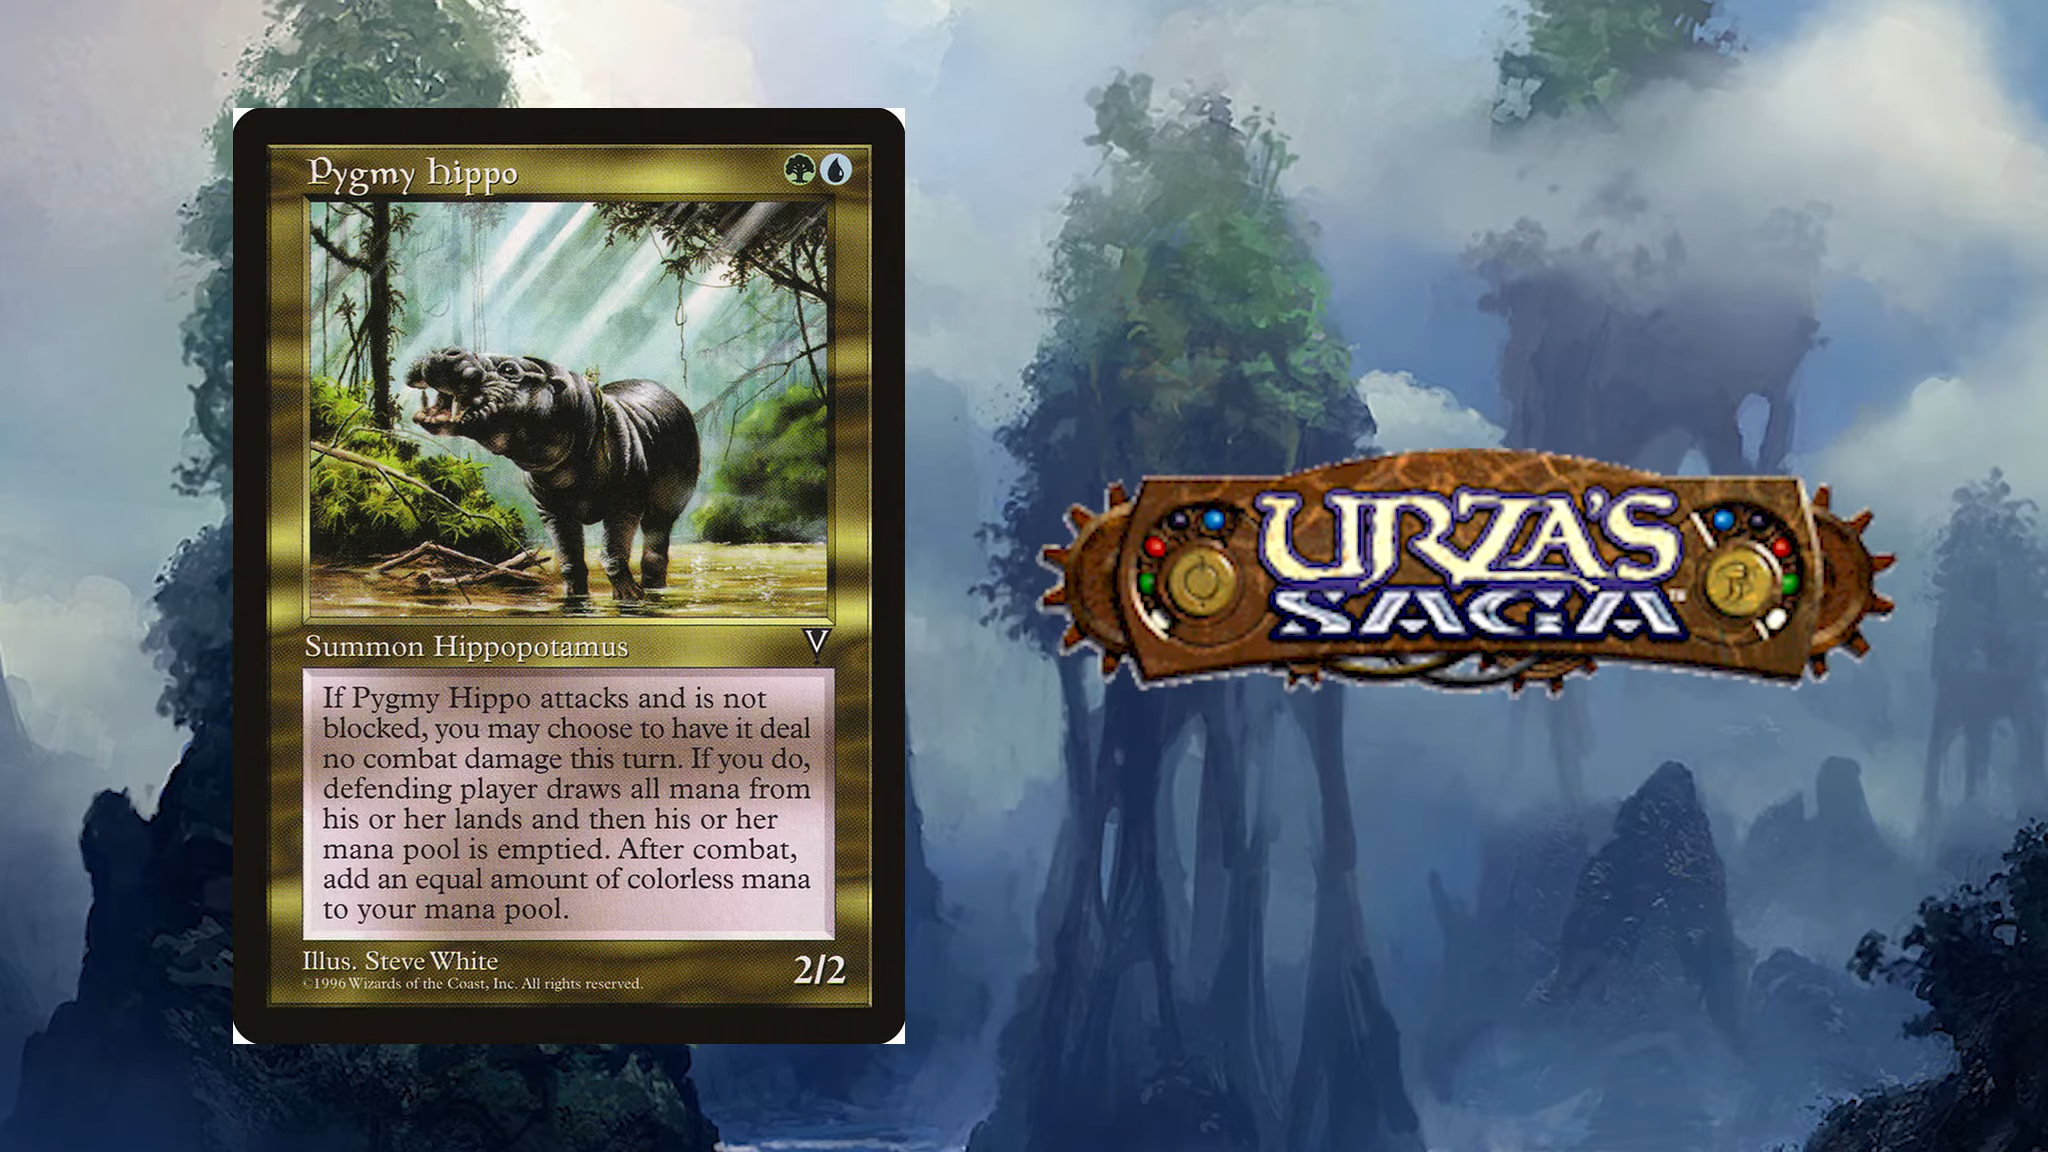 Pygmy Hippo
Summon Hippopotamus
V
If Pygmy Hippo attacks and is not
blocked, you may choose to have it deal
no combat damage this turn. If you do,
defending player draws all mana from
his or her lands and then his or her
mana pool is emptied. After combat,
add an equal amount of colorless mana
to your mana pool.
Illus. Steve White
©1996 Wizards of the Coast, Inc. All rights reserved.
2/2
URZA'S
SAGA™